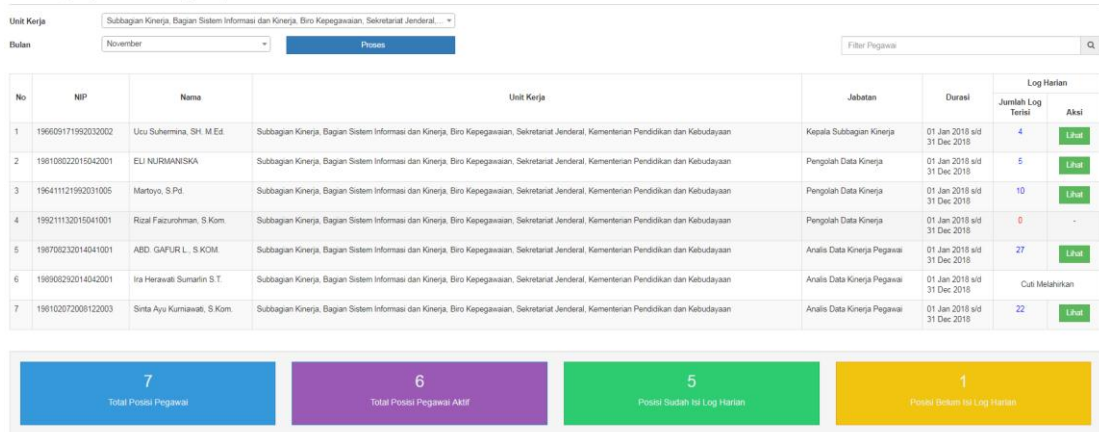 Unit Kerja
Subbagian Kinerja, Bagian Sistem Informasi dan Kinerja, Biro Kepegawaian, Sekretariat Jenderal,...
Bulan
November
Proses
Filter Pegawai
No NIP Nama Unit Kerja Jabatan Durasi Log Harian
Jumlah Log Terisi Aksi
1 196609171992032002 Ucu Suhermina, SH. M.Ed. Subbagian Kinerja, Bagian Sistem Informasi dan Kinerja, Biro Kepegawaian, Sekretariat Jenderal, Kementerian Pendidikan dan Kebudayaan Kepala Subbagian Kinerja 01 Jan 2018 s/d 31 Dec 2018 4 Lihat
2 198108022015042001 ELI NURMANISKA Subbagian Kinerja, Bagian Sistem Informasi dan Kinerja, Biro Kepegawaian, Sekretariat Jenderal, Kementerian Pendidikan dan Kebudayaan Pengolah Data Kinerja 01 Jan 2018 s/d 31 Dec 2018 5 Lihat
3 196411121992031005 Martoyo, S.Pd. Subbagian Kinerja, Bagian Sistem Informasi dan Kinerja, Biro Kepegawaian, Sekretariat Jenderal, Kementerian Pendidikan dan Kebudayaan Pengolah Data Kinerja 01 Jan 2018 s/d 31 Dec 2018 10 Lihat
4 199211132015041001 Rizal Faizurohman, S.Kom. Subbagian Kinerja, Bagian Sistem Informasi dan Kinerja, Biro Kepegawaian, Sekretariat Jenderal, Kementerian Pendidikan dan Kebudayaan Pengolah Data Kinerja 01 Jan 2018 s/d 31 Dec 2018 0 -
5 198708232014041001 ABD. GAFUR L., S.KOM. Subbagian Kinerja, Bagian Sistem Informasi dan Kinerja, Biro Kepegawaian, Sekretariat Jenderal, Kementerian Pendidikan dan Kebudayaan Analis Data Kinerja Pegawai 01 Jan 2018 s/d 31 Dec 2018 27 Lihat
6 198908292014042001 Ira Herawati Sumarlin S.T. Subbagian Kinerja, Bagian Sistem Informasi dan Kinerja, Biro Kepegawaian, Sekretariat Jenderal, Kementerian Pendidikan dan Kebudayaan Analis Data Kinerja Pegawai 01 Jan 2018 s/d 31 Dec 2018 Cuti Melahirkan
7 198102072008122003 Sinta Ayu Kurniawati, S.Kom. Subbagian Kinerja, Bagian Sistem Informasi dan Kinerja, Biro Kepegawaian, Sekretariat Jenderal, Kementerian Pendidikan dan Kebudayaan Analis Data Kinerja Pegawai 01 Jan 2018 s/d 31 Dec 2018 22 Lihat
7
Total Posisi Pegawai
6
Total Posisi Pegawai Aktif
5
Posisi Sudah Isi Log Harian
1
Posisi Belum Isi Log Harian